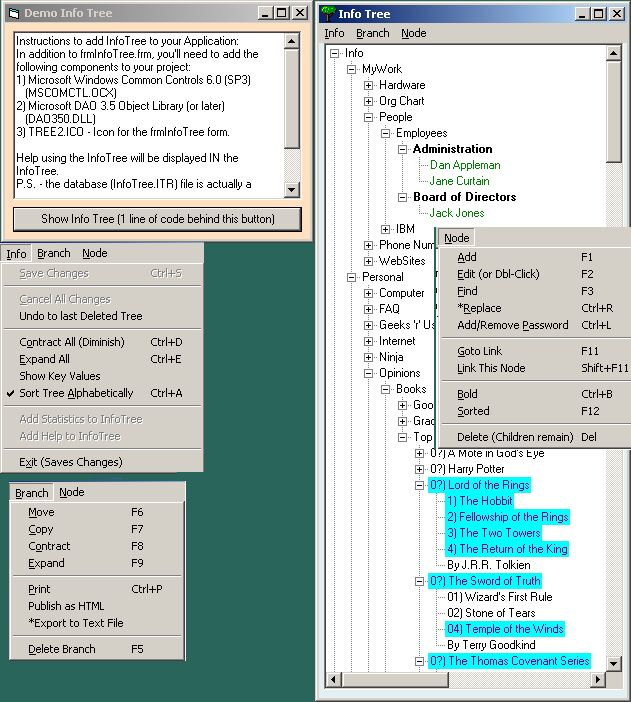 Demo Info Tree
Instructions to add InfoTree to your Application:
In addition to frmInfoTree.frm, you'll need to add the
following components to your project:
1) Microsoft Windows Common Controls 6.0 (SP3)
(MSCOMCTL.OCX)
2) Microsoft DAO 3.5 Object Library (or later)
(DAO350.DLL)
3) TREE2.ICO - Icon for the frmInfoTree form.
Help using the InfoTree will be displayed IN the
InfoTree.
P.S. - the database (InfoTree.ITR) file is actually a
Show Info Tree (1 line of code behind this button)
Info Branch Node
Save Changes Ctrl+S
Cancel All Changes
Undo to last Deleted Tree
Contract All (Diminish) Ctrl+D
Expand All Ctrl+E
Show Key Values
Sort Tree Alphabetically Ctrl+A
Add Statistics to InfoTree
Add Help to InfoTree
Exit (Saves Changes)
Branch Node
Move F6
Copy F7
Contract F8
Expand F9
Print Ctrl+P
Publish as HTML
*Export to Text File
Delete Branch F5
Info Tree
Info Branch Node
Info
MyWork
Hardware
Org Chart
People
Employees
Administration
Dan Appleman
Jane Curtain
Board of Directors
Jack Jones
IBM
Phone Num
WebSites
Personal
Computer
FAQ
Geeks 'r' Us
Internet
Ninja
Opinions
Books
Goo
Grad
Top
0?) A Mote in God's Eye
0?) Harry Potter
0?) Lord of the Rings
1) The Hobbit
2) Fellowship of the Rings
3) The Two Towers
4) The Return of the King
By J.R.R. Tolkien
0?) The Sword of Truth
01) Wizard's First Rule
02) Stone of Tears
04) Temple of the Winds
By Terry Goodkind
0?) The Thomas Covenant Series
Node
Add F1
Edit (or Dbl-Click) F2
Find F3
*Replace Ctrl+R
Add/Remove Password Ctrl+L
Goto Link F11
Link This Node Shift+F11
Bold Ctrl+B
Sorted F12
Delete (Children remain) Del